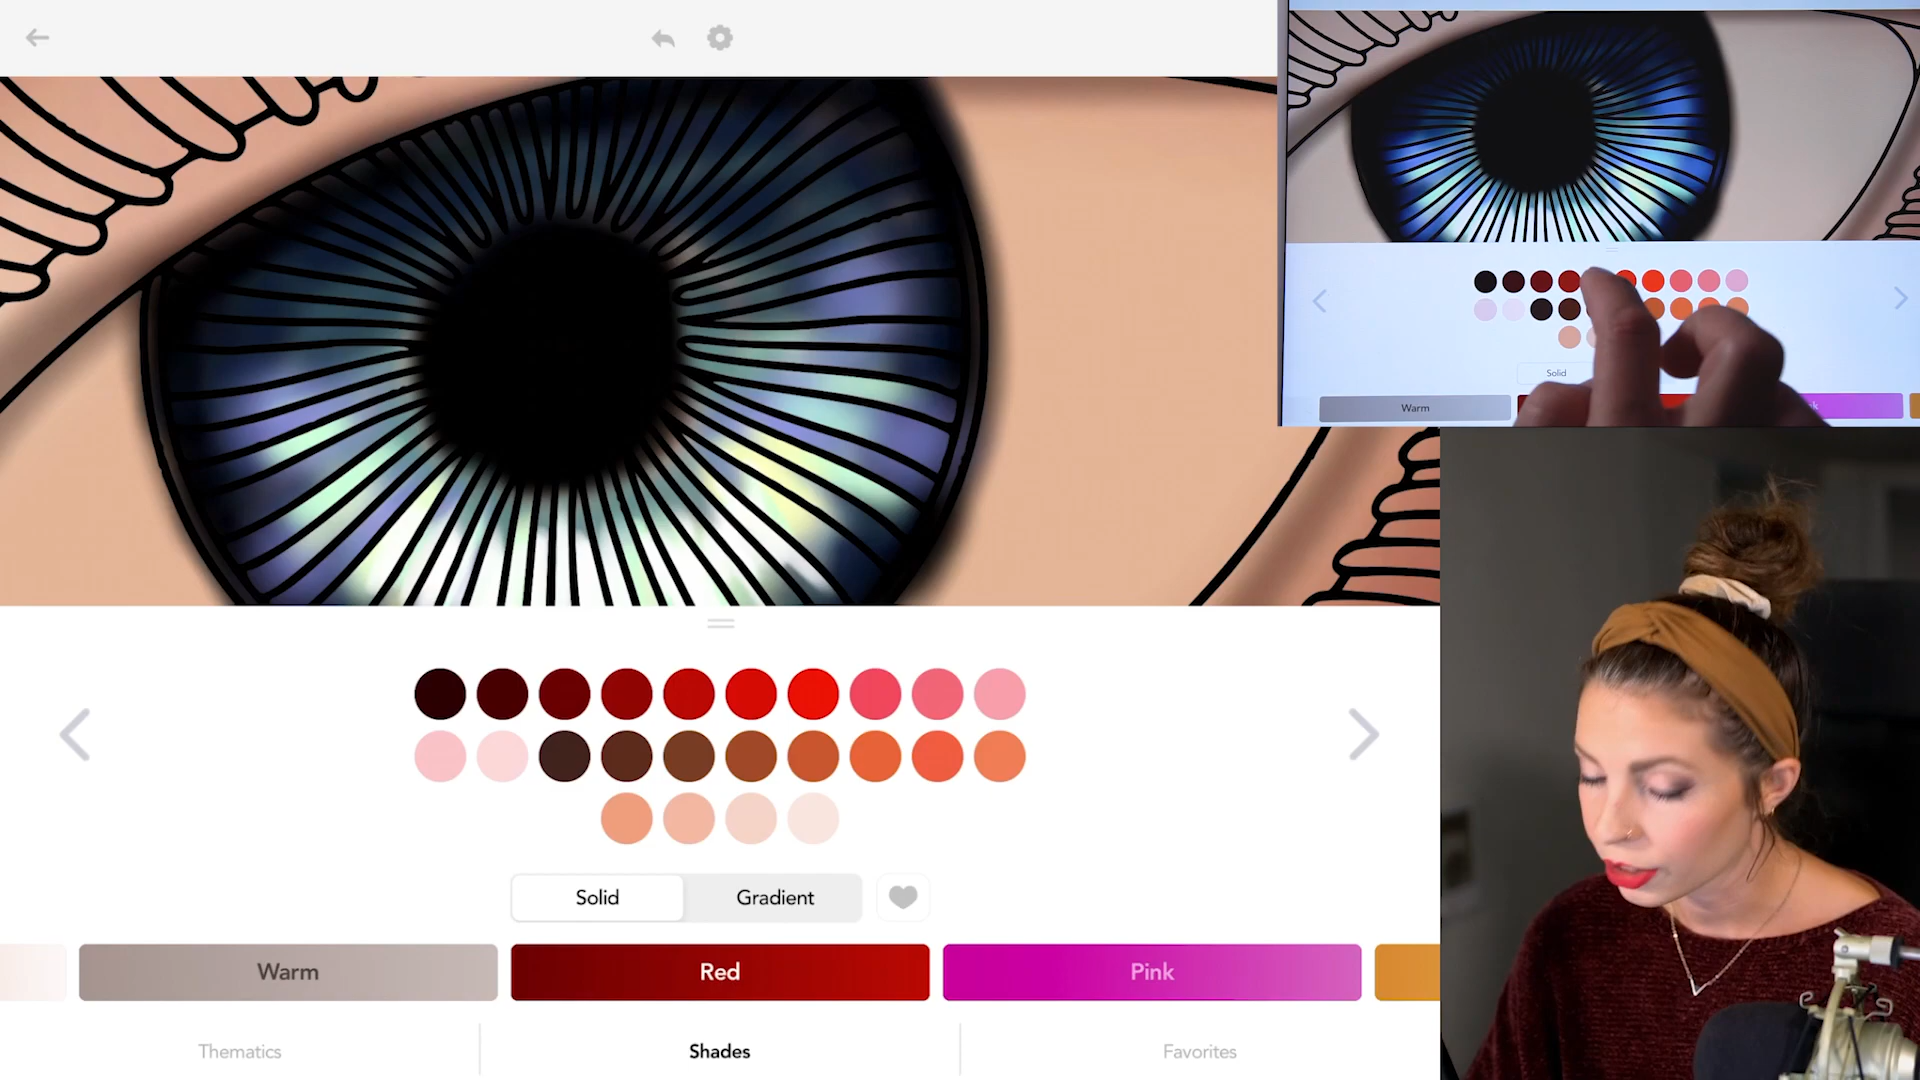 Solid
Warm
Solid Gradient
Warm Red Pink
Thematics Shades Favorites